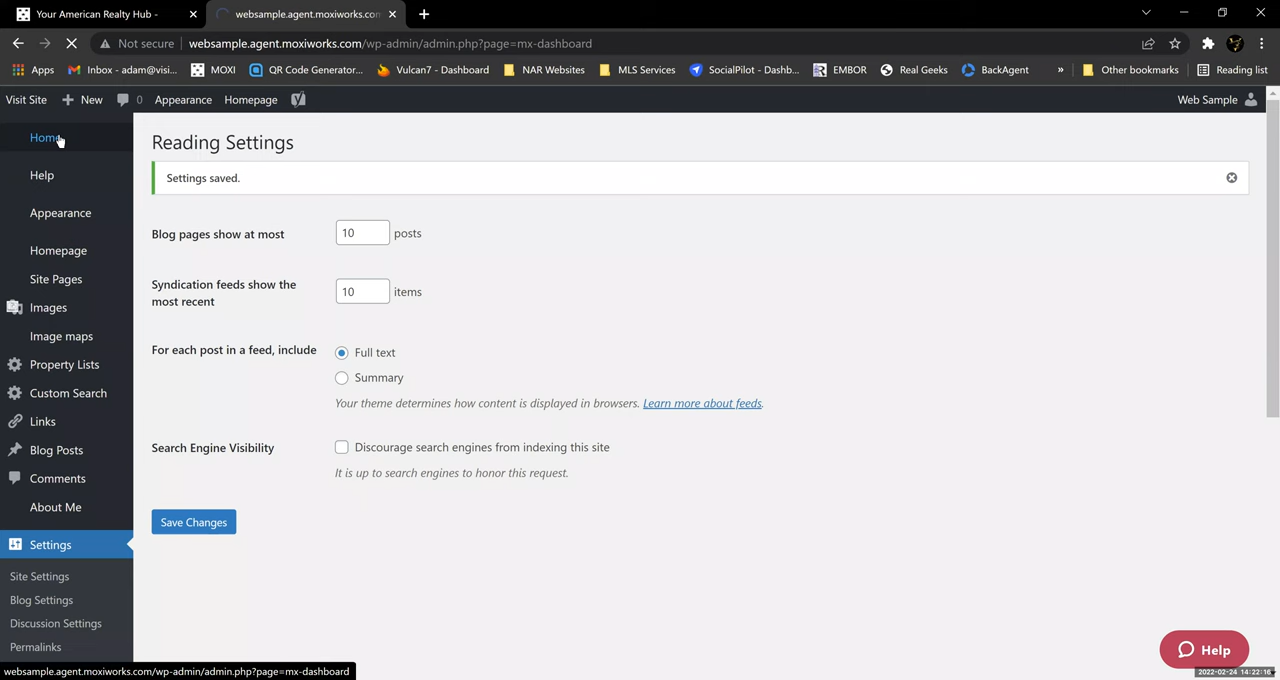 Your American Realty Hub -
websample.agent.moxiworks.co
Not secure websample.agent.moxiworks.com/wp-admin/admin.php?page=mx-dashboard
Apps Inbox - adam@visi... MOXI QR Code Generator... Vulcan7 - Dashboard NAR Websites MLS Services SocialPilot - Dashb... EMBOR Real Geeks BackAgent » Other bookmarks Reading list
Visit Site New 0 Appearance Homepage Web Sample
Home
Help
Appearance
Homepage
Site Pages
Images
Image maps
Property Lists
Custom Search
Links
Blog Posts
Comments
About Me
Settings
Site Settings
Blog Settings
Discussion Settings
Permalinks
Reading Settings
Settings saved.
Blog pages show at most 10 posts
Syndication feeds show the
most recent
10 items
For each post in a feed, include
Full text
Summary
Your theme determines how content is displayed in browsers. Learn more about feeds.
Search Engine Visibility
Discourage search engines from indexing this site
It is up to search engines to honor this request.
Save Changes
Help
websample.agent.moxiworks.com/wp-admin/admin.php?page=mx-dashboard
2022-02-24 14:22:16